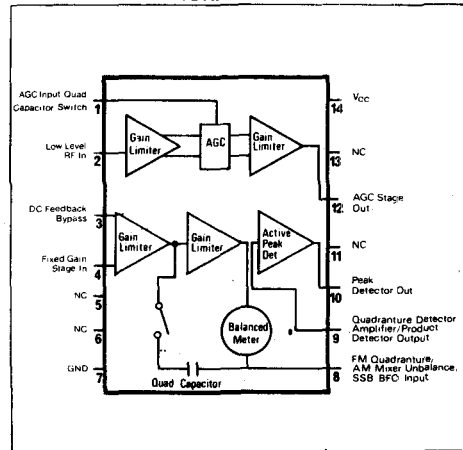 AGC Input Quad
Capacitor Switch
1
Low Level
RF In
2
DC Feedback
Bypass
3
Fixed Gain
Stage In
4
NC
5
NC
6
GND
7
Gain
Limiter
AGC
Gain
Limiter
Gain
Limiter
Gain
Limiter
Active
Peak
Det
Balanced
Meter
Quad Capacitor
VCC
14
NC
13
AGC Stage
Out
12
NC
11
Peak
Detector Out
10
Quadranture Detector
Amplifier/Product
Detector Output
9
FM Quadranture,
AM Mixer Unbalance,
SSB BFO Input
8